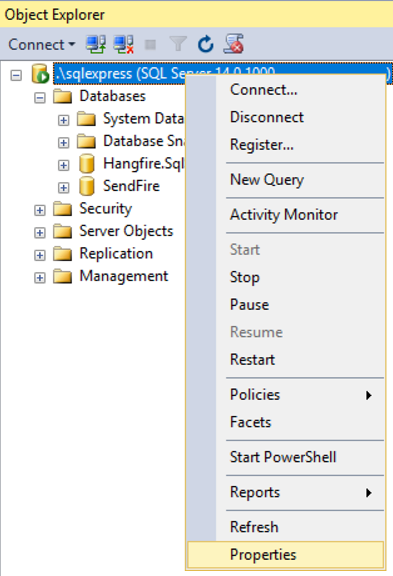 Object Explorer
Connect
.\sqlexpress (SQL Server 14.0.1000
)
Databases
System Data
Database Sna
Hangfire.Sql
SendFire
Security
Server Objects
Replication
Management
Connect...
Disconnect
Register...
New Query
Activity Monitor
Start
Stop
Pause
Resume
Restart
Policies
Facets
Start PowerShell
Reports
Refresh
Properties